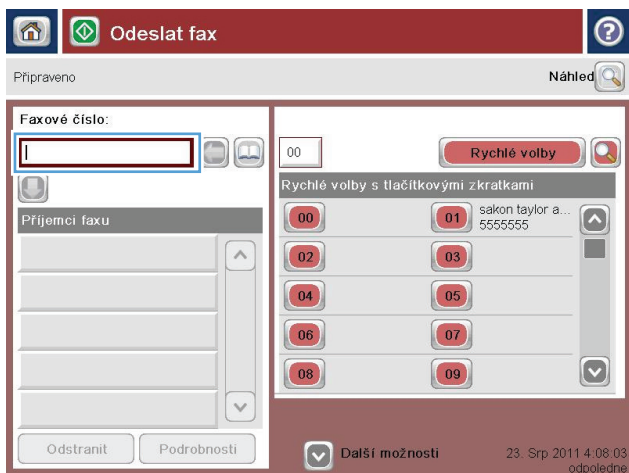 Odeslat fax
?
Připraveno
Náhled
Faxové číslo:
00
Rychlé volby
Rychlé volby s tlačítkovými zkratkami
Příjemci faxu
00
01
sakon taylor a...
5555555
02
03
04
05
06
07
08
09
Odstranit
Podrobnosti
Další možnosti
23. Srp 2011 4:08:03
odpoledne